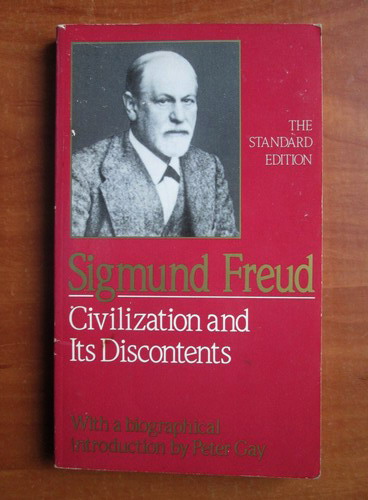 THE
STANDARD
EDITION
Sigmund Freud
Civilization and
Its Discontents
With a biographical
introduction by Peter Gay